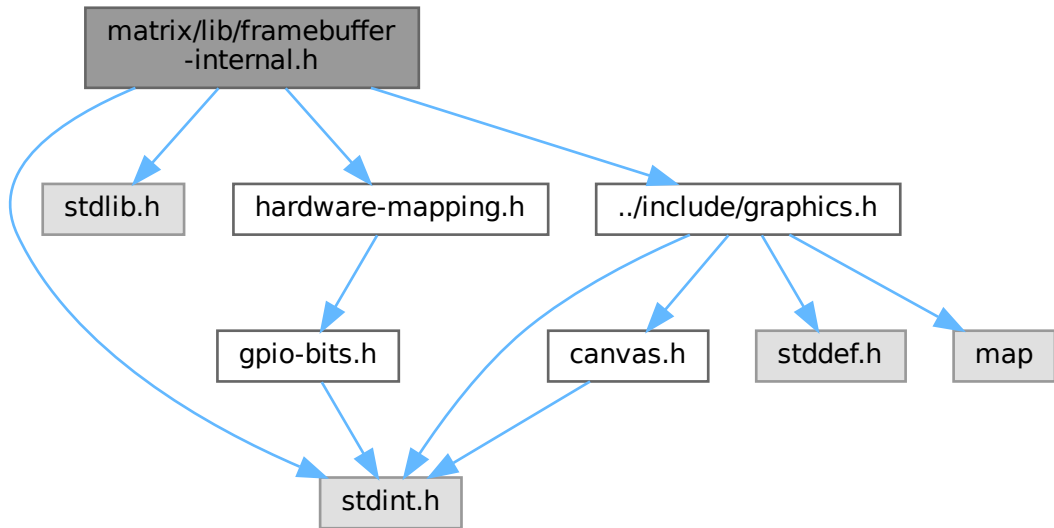 matrix/lib/framebuffer
-internal.h
stdlib.h
hardware-mapping.h
../include/graphics.h
gpio-bits.h
canvas.h
stddef.h
map
stdint.h